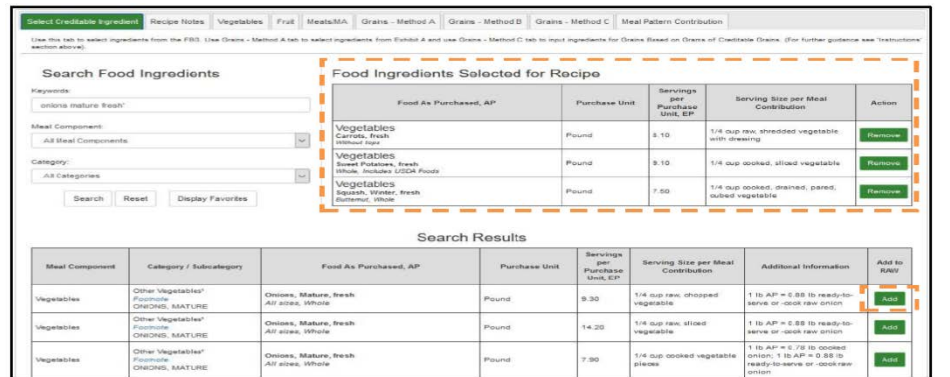 Select Creditable Ingredient Recipe Notes Vegetables Fruit Meats/MA Grains - Method A Grains - Method B Grains - Method C Meal Pattern Contribution
Use this tab to select ingredients from the FBG. Use Grains - Method A tab to select ingredients from Exhibit A and use Grains - Method C tab to input ingredients for Grains Based on Grams of Creditable Grains. (For further guidance see 'Instructions'
section above).
Search Food Ingredients
Keywords:
onions mature fresh'
Meal Component:
All Meal Components
Category:
All Categories
Search Reset Display Favorites
Food Ingredients Selected for Recipe
Food As Purchased, AP Purchase Unit Servings per Purchase Unit, EP Serving Size per Meal Contribution Action
Vegetables
Carrots, fresh
Without tops
Pound 8.10 1/4 cup raw, shredded vegetable with dressing Remove
Vegetables
Sweet Potatoes, fresh
Whole, Includes USDA Foods
Pound 9.10 1/4 cup cooked, sliced vegetable Remove
Vegetables
Squash, Winter, fresh
Butternut, Whole
Pound 7.50 1/4 cup cooked, drained, pared, cubed vegetable Remove
Search Results
Meal Component Category / Subcategory Food As Purchased, AP Purchase Unit Servings per Purchase Unit, EP Serving Size per Meal Contribution Additional Information Add to RAW
Vegetables
Other Vegetables*
Footnote
ONIONS, MATURE
Onions, Mature, fresh
All sizes, Whole
Pound 9.30 1/4 cup raw, chopped vegetable 1 lb AP = 0.88 lb ready-to-serve or -cook raw onion Add
Vegetables
Other Vegetables*
Footnote
ONIONS, MATURE
Onions, Mature, fresh
All sizes, Whole
Pound 14.20 1/4 cup raw, sliced vegetable 1 lb AP = 0.88 lb ready-to-serve or -cook raw onion Add
Vegetables
Other Vegetables*
Footnote
ONIONS, MATURE
Onions, Mature, fresh
All sizes, Whole
Pound 7.90 1/4 cup cooked vegetable pieces 1 lb AP = 0.78 lb cooked onion; 1 lb AP = 0.88 lb ready-to-serve or -cook raw onion Add